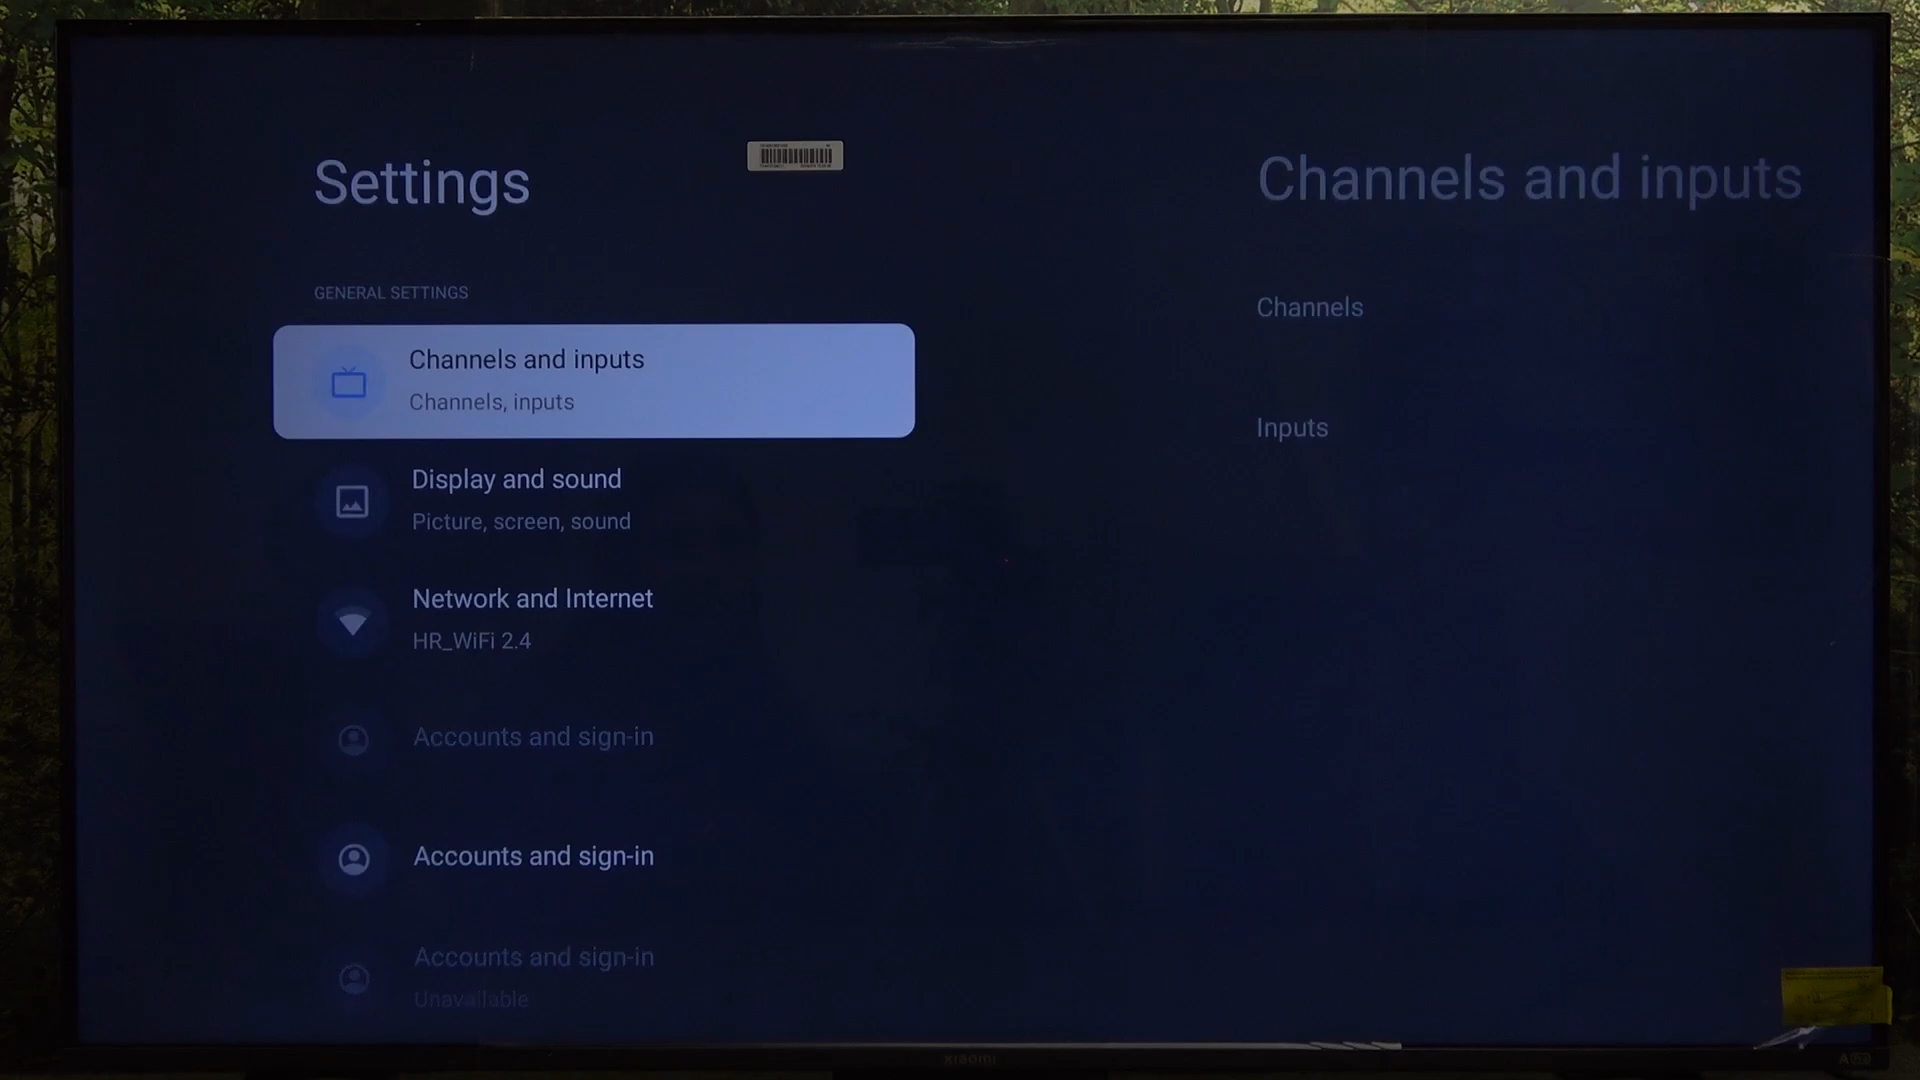 Settings
GENERAL SETTINGS
Channels and inputs
Channels, inputs
Display and sound
Picture, screen, sound
Network and Internet
HR_WiFi 2.4
Accounts and sign-in
Accounts and sign-in
Accounts and sign-in
Unavailable
Channels and inputs
Channels
Inputs
xiaomi